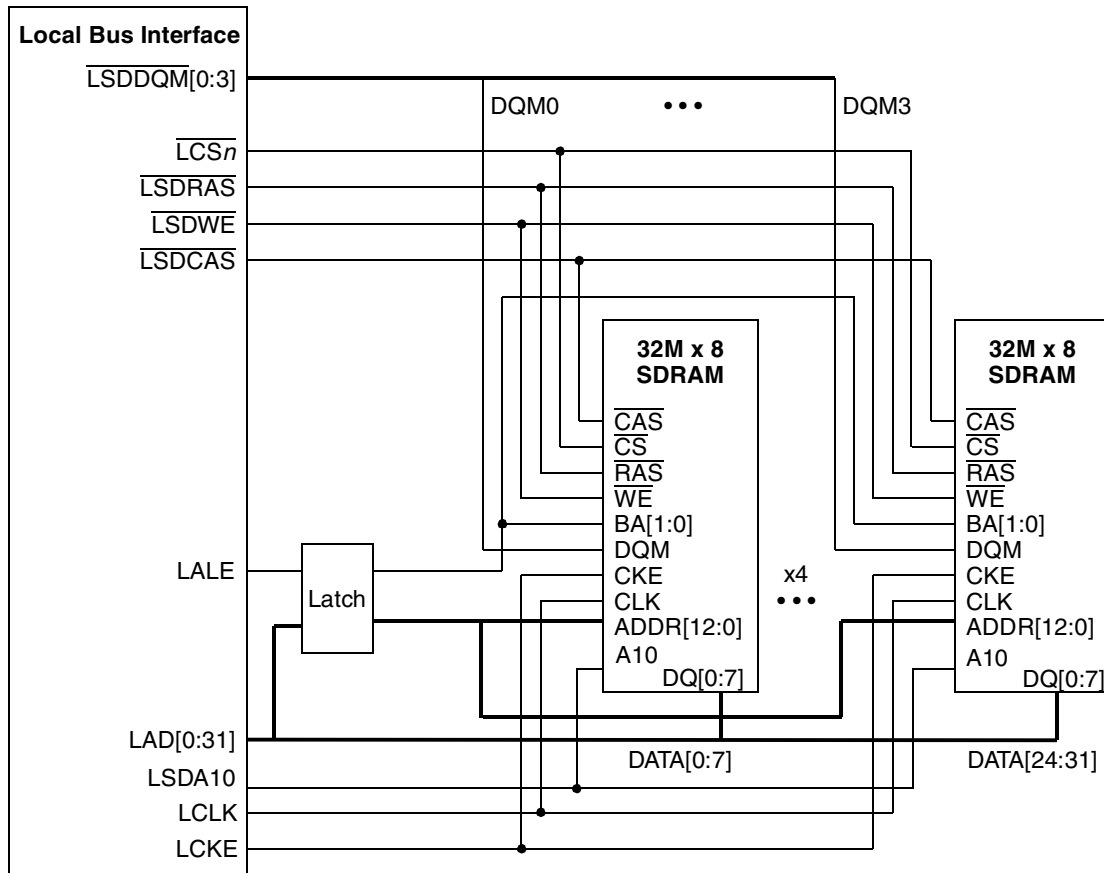 Local Bus Interface
LSDDQM[0:3]
DQM0
•••
DQM3
LCSn
LSDRAS
LSDWE
LSDCAS
32M x 8
SDRAM
CAS
CS
RAS
WE
BA[1:0]
DQM
CKE
CLK
ADDR[12:0]
A10
DQ[0:7]
x4
•••
32M x 8
SDRAM
CAS
CS
RAS
WE
BA[1:0]
DQM
CKE
CLK
ADDR[12:0]
A10
DQ[0:7]
LALE
Latch
LAD[0:31]
DATA[0:7]
DATA[24:31]
LSDA10
LCLK
LCKE